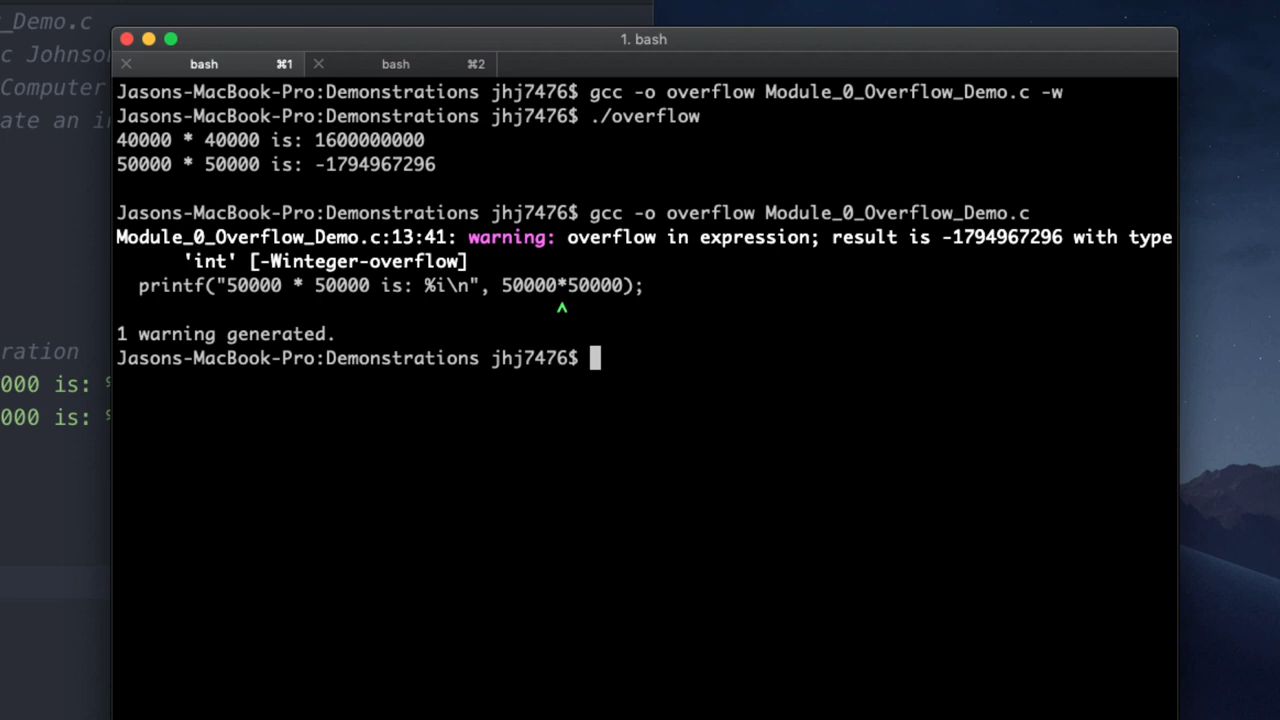 _Demo.c
c Johnson
Computer
ate an i
ration
000 is: %
000 is: %
1. bash
bash ⌘1 bash ⌘2
Jasons-MacBook-Pro:Demonstrations jhj7476$ gcc -o overflow Module_0_Overflow_Demo.c -w
Jasons-MacBook-Pro:Demonstrations jhj7476$ ./overflow
40000 * 40000 is: 1600000000
50000 * 50000 is: -1794967296
Jasons-MacBook-Pro:Demonstrations jhj7476$ gcc -o overflow Module_0_Overflow_Demo.c
Module_0_Overflow_Demo.c:13:41: warning: overflow in expression; result is -1794967296 with type
'int' [-Winteger-overflow]
printf("50000 * 50000 is: %i\n", 50000*50000);
^
1 warning generated.
Jasons-MacBook-Pro:Demonstrations jhj7476$